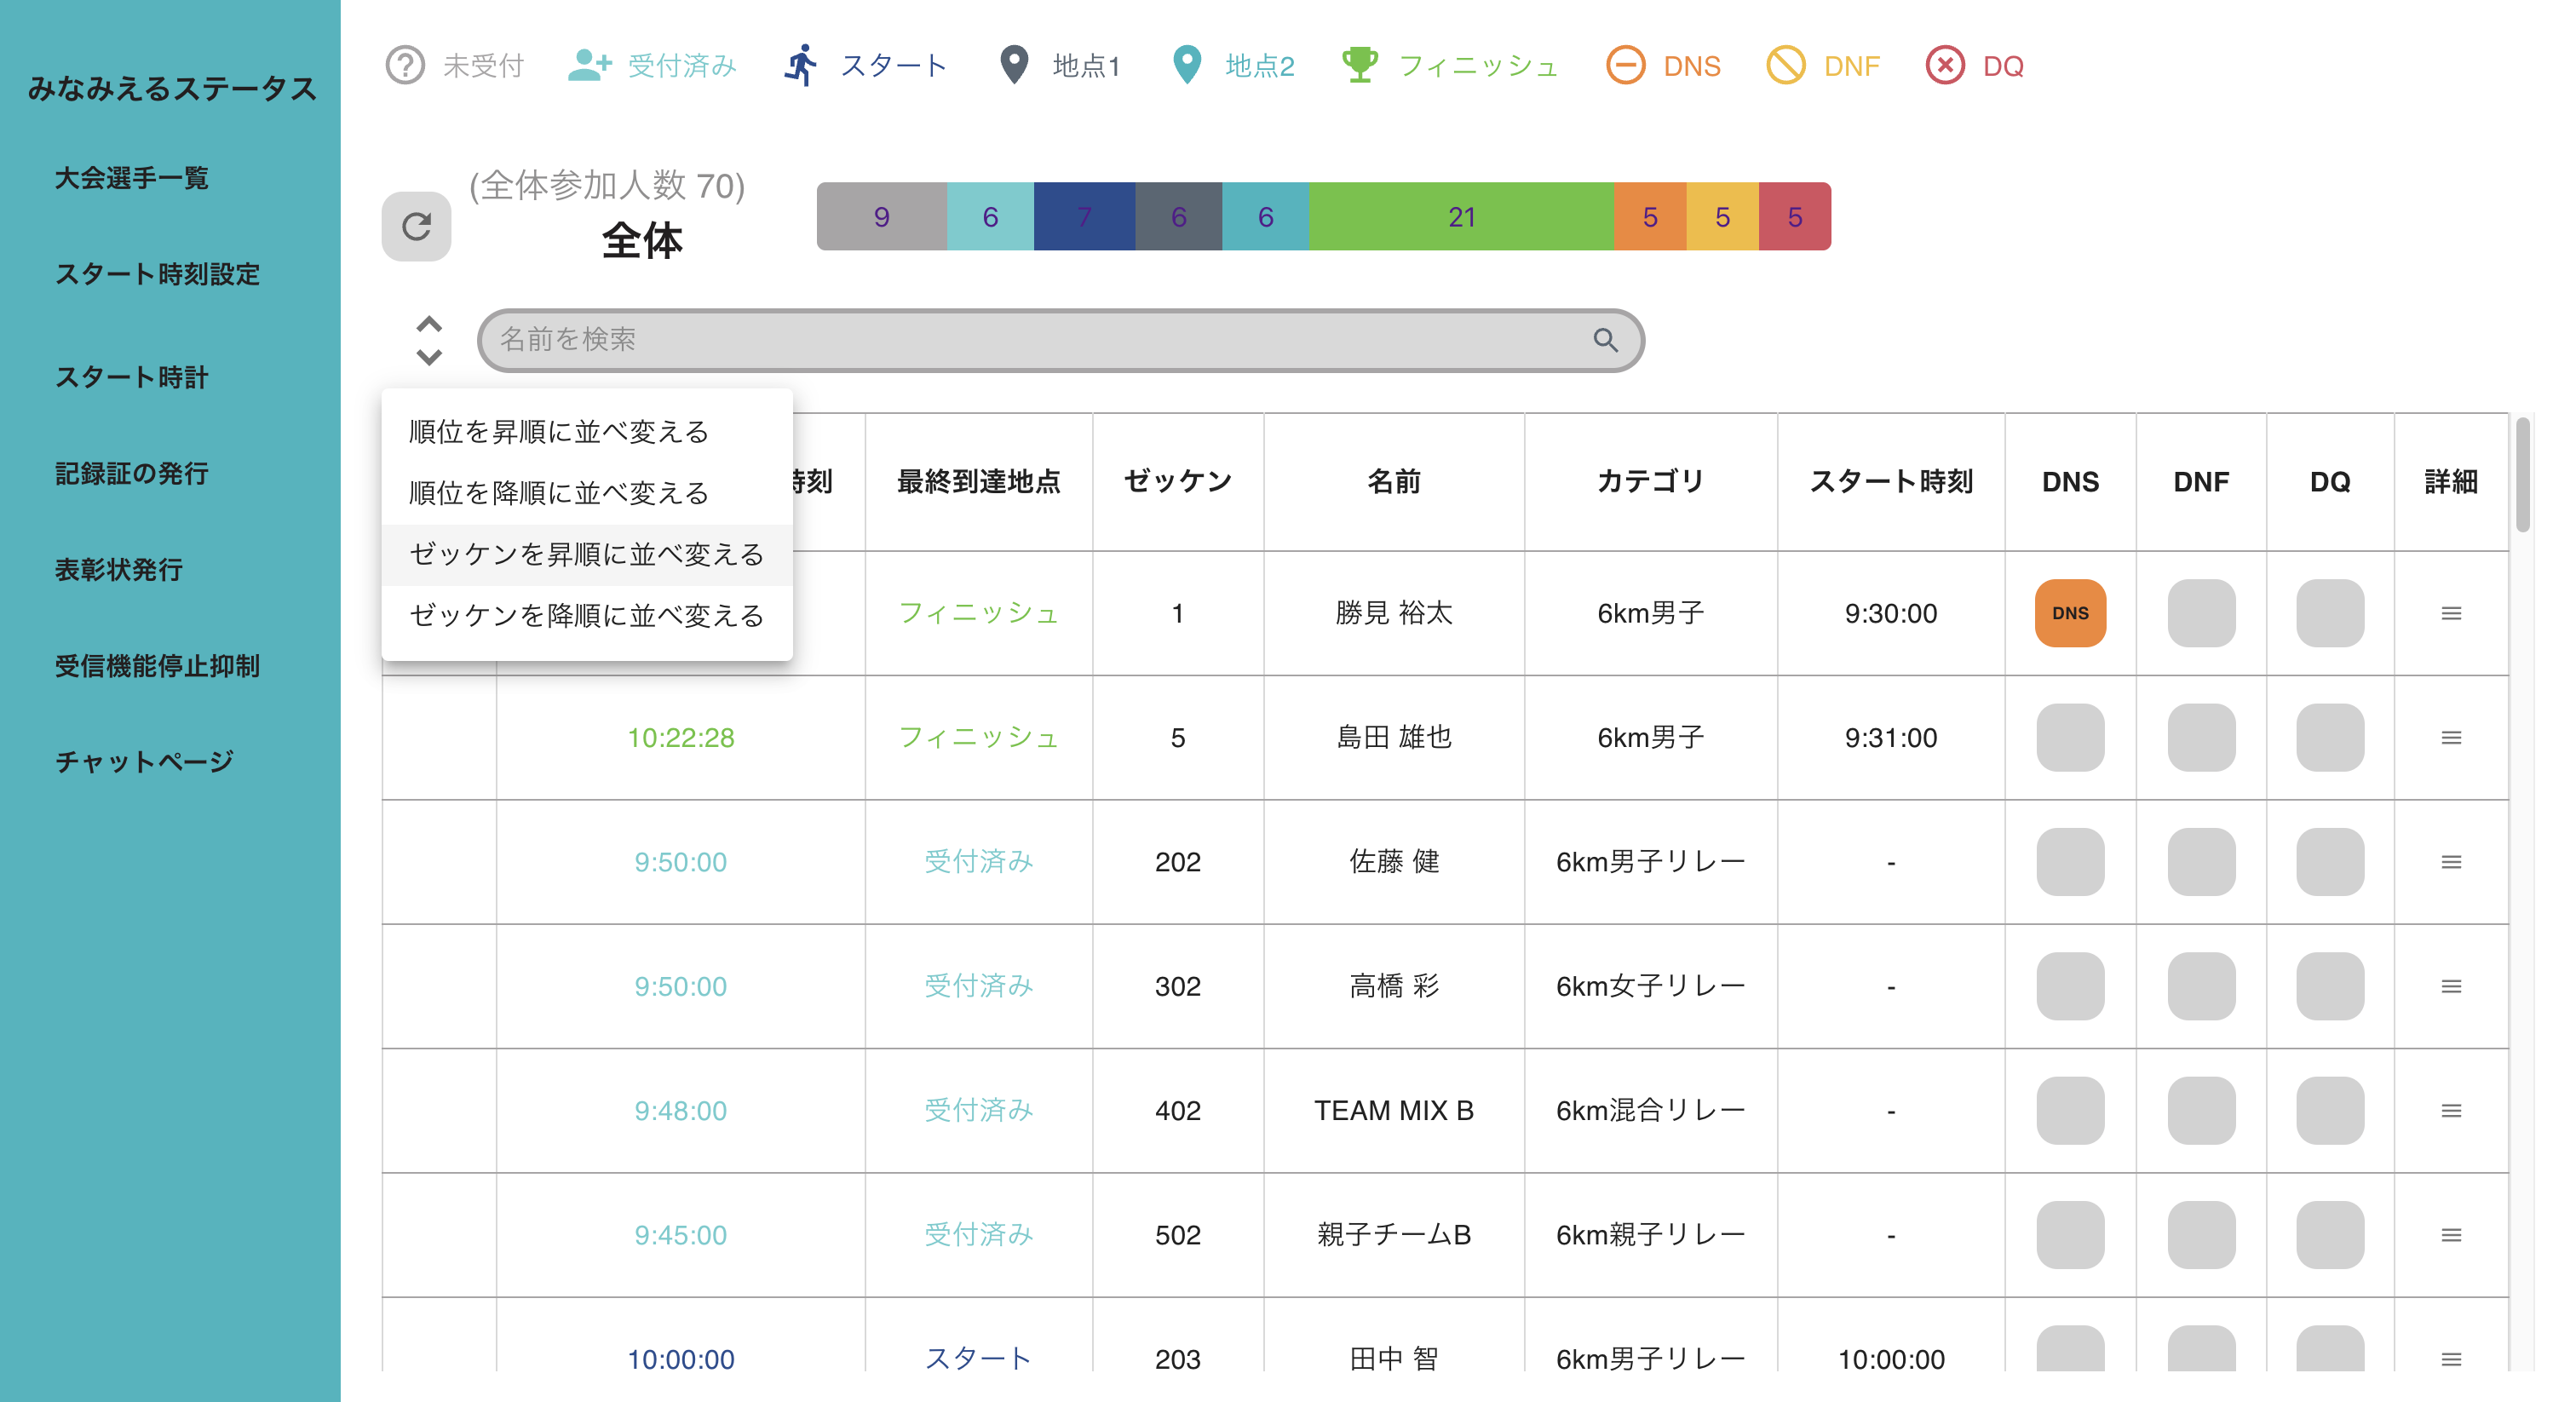 みなみえるステータス
大会選手一覧
スタート時刻設定
スタート時計
記録証の発行
表彰状発行
受信機能停止抑制
チャットページ
未受付 受付済み スタート 地点1 地点2 フィニッシュ DNS DNF DQ
(全体参加人数 70)
全体
9 6 7 6 6 21 5 5 5
名前を検索
順位を昇順に並べ変える
順位を降順に並べ変える
ゼッケンを昇順に並べ変える
ゼッケンを降順に並べ変える
時刻 最終到達地点 ゼッケン 名前 カテゴリ スタート時刻 DNS DNF DQ 詳細
フィニッシュ 1 勝見 裕太 6km男子 9:30:00 DNS
10:22:28 フィニッシュ 5 島田 雄也 6km男子 9:31:00
9:50:00 受付済み 202 佐藤 健 6km男子リレー -
9:50:00 受付済み 302 高橋 彩 6km女子リレー -
9:48:00 受付済み 402 TEAM MIX B 6km混合リレー -
9:45:00 受付済み 502 親子チームB 6km親子リレー -
10:00:00 スタート 203 田中 智 6km男子リレー 10:00:00